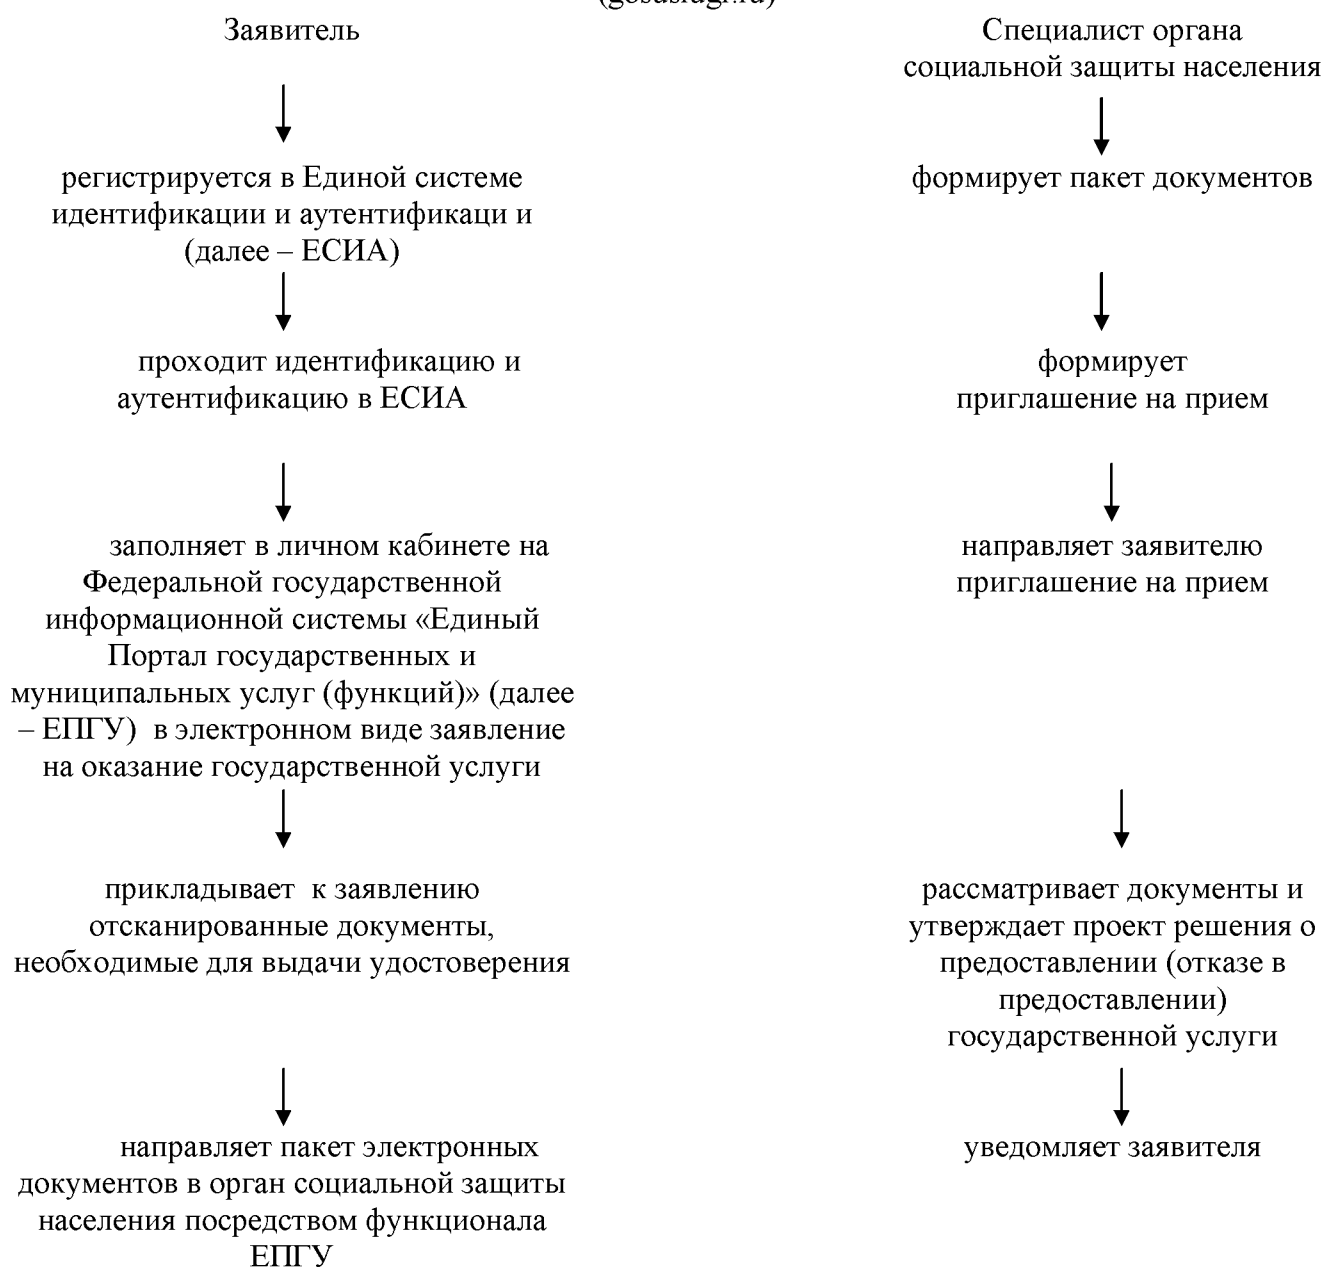 (gosuslugi.ru)
Заявитель
регистрируется в Единой системе
идентификации и аутентификаци и
(далее – ЕСИА)
проходит идентификацию и
аутентификацию в ЕСИА
заполняет в личном кабинете на
Федеральной государственной
информационной системы «Единый
Портал государственных и
муниципальных услуг (функций)» (далее
– ЕПГУ) в электронном виде заявление
на оказание государственной услуги
прикладывает к заявлению
отсканированные документы,
необходимые для выдачи удостоверения
направляет пакет электронных
документов в орган социальной защиты
населения посредством функционала
ЕПГУ
Специалист органа
социальной защиты населения
формирует пакет документов
формирует
приглашение на прием
направляет заявителю
приглашение на прием
рассматривает документы и
утверждает проект решения о
предоставлении (отказе в
предоставлении)
государственной услуги
уведомляет заявителя